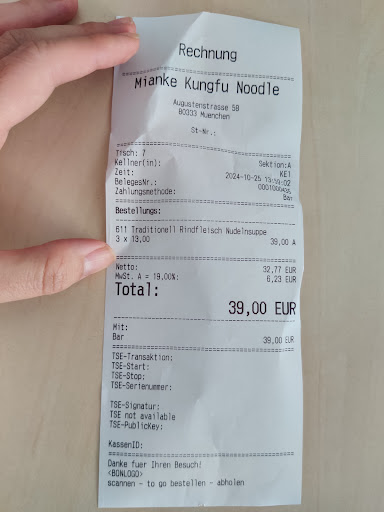 Rechnung
Mianke Kungfu Noodle
Augustenstrasse 58
80333 Muenchen
St-Nr.:
Tisch: 7 Sektion:A
Kellner(in): KE1
Zeit: 2024-10-25
BelegesNr.:
Zahlungsmethode: Bar
Bestellungs:
611 Traditionell Rindfleisch Nudelnsuppe
3 x 13,00 39,00 A
Netto: 32,77 EUR
MwSt. A = 19,00%: 6,23 EUR
Total:
39,00 EUR
Mit:
Bar 39,00 EUR
TSE-Transaktion:
TSE-Start:
TSE-Stop:
TSE-Seriennummer:
TSE-Signatur:
TSE not available
TSE-PublicKey:
KassenID:
Danke fuer Ihren Besuch!
<BONLOGO>
scannen - to go bestellen - abholen